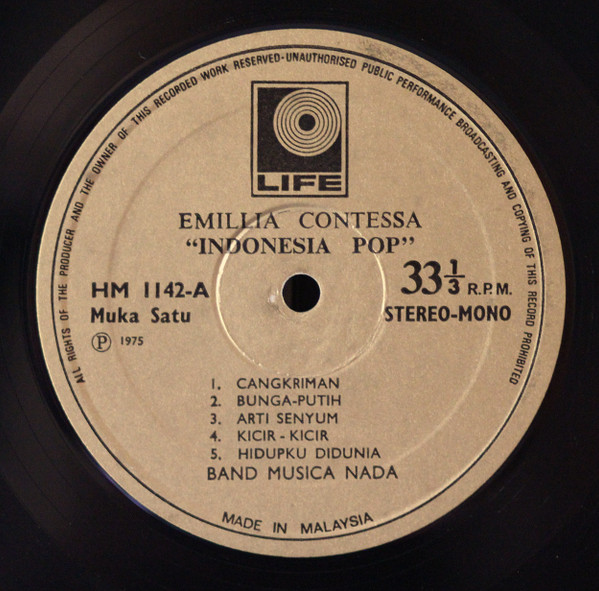 ALL RIGHTS OF THE PRODUCER AND THE OWNER OF THIS RECORDED WORK RESERVED-UNAUTHORISED PUBLIC PERFORMANCE BROADCASTING AND COPYING OF THIS RECORD PROHIBITED
LIFE
EMILLIA CONTESSA
“INDONESIA POP”
HM 1142-A
33 1/3 R.P.M.
Muka Satu
STEREO-MONO
Ⓟ 1975
1. CANGKRIMAN
2. BUNGA-PUTIH
3. ARTI SENYUM
4. KICIR - KICIR
5. HIDUPKU DIDUNIA
BAND MUSICA NADA
MADE IN MALAYSIA